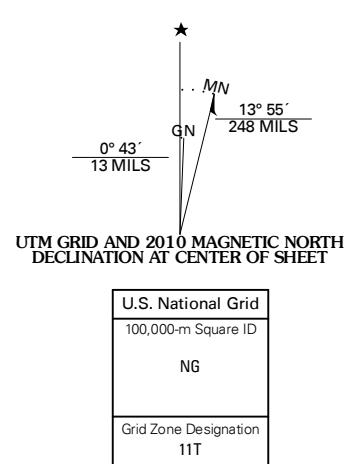 ★
MN
GN
13° 55´
248 MILS
0° 43´
13 MILS
UTM GRID AND 2010 MAGNETIC NORTH
DECLINATION AT CENTER OF SHEET
U.S. National Grid
100,000-m Square ID
NG
Grid Zone Designation
11T